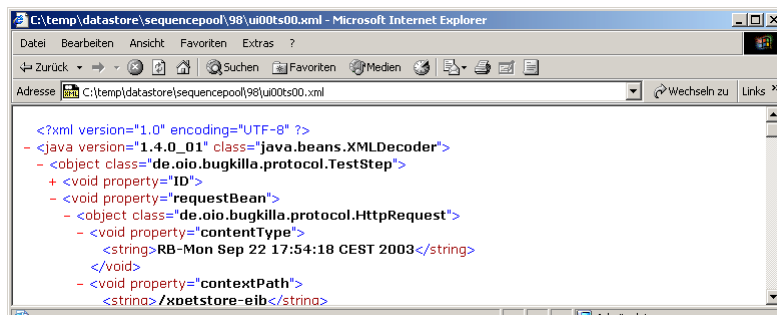 C:\temp\datastore\sequencepool\98\ui00ts00.xml - Microsoft Internet Explorer
Datei Bearbeiten Ansicht Favoriten Extras ?
Zurück Suchen Favoriten Medien
Adresse C:\temp\datastore\sequencepool\98\ui00ts00.xml Wechseln zu Links »
<?xml version="1.0" encoding="UTF-8" ?>
- <java version="1.4.0_01" class="java.beans.XMLDecoder">
- <object class="de.oio.bugkilla.protocol.TestStep">
+ <void property="ID">
- <void property="requestBean">
- <object class="de.oio.bugkilla.protocol.HttpRequest">
- <void property="contentType">
<string>RB-Mon Sep 22 17:54:18 CEST 2003</string>
</void>
- <void property="contextPath">
<string>/xpetstore-ejb</string>